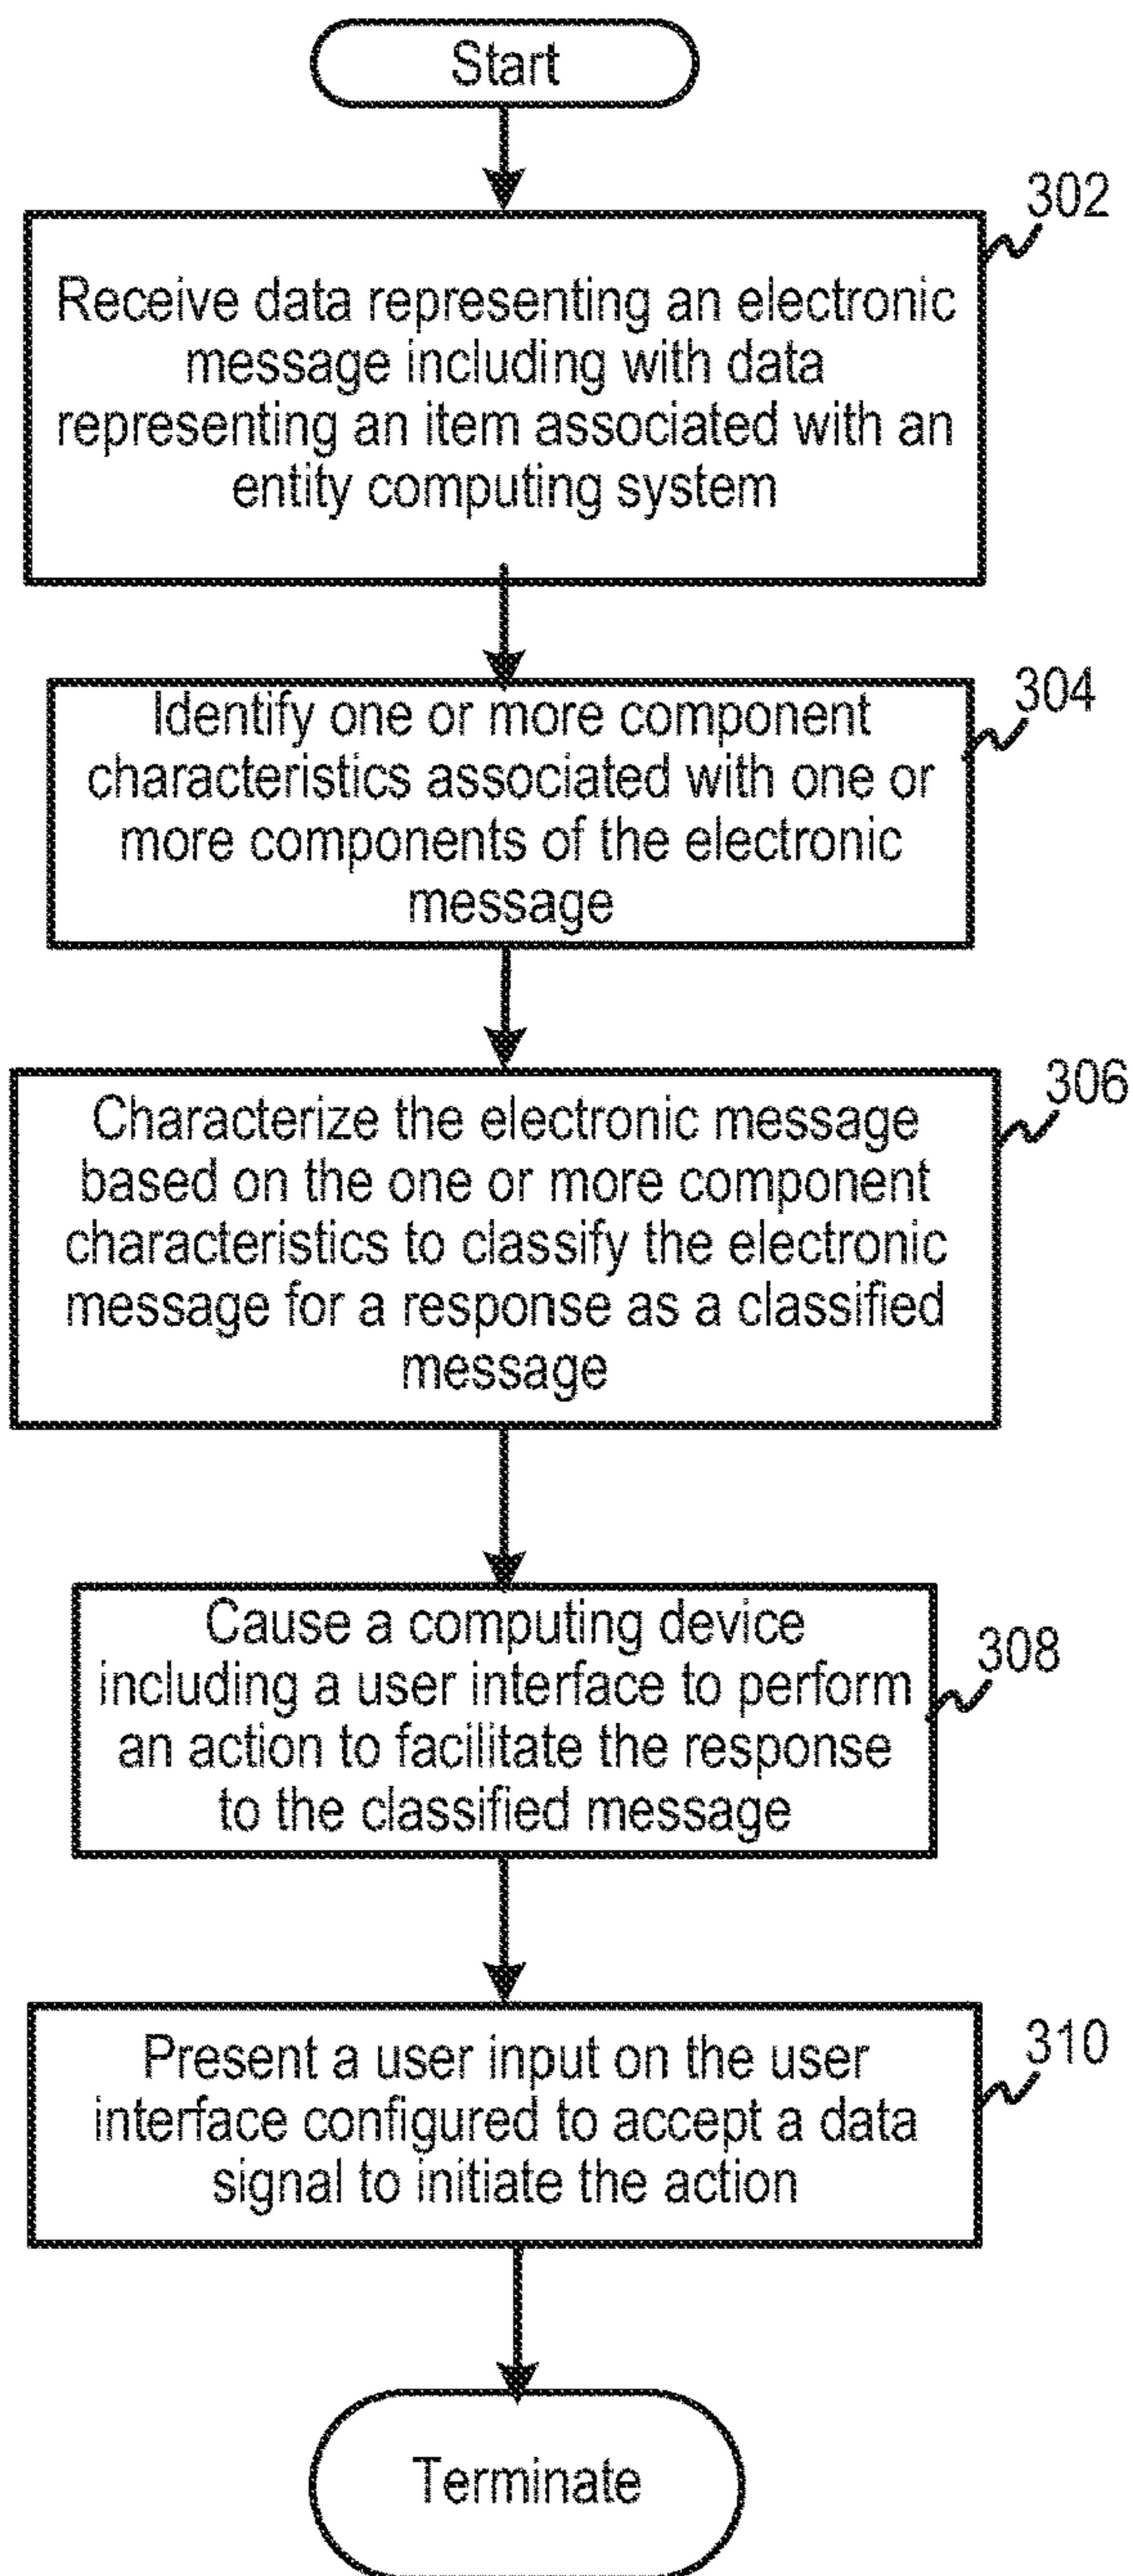 Start
302
Receive data representing an electronic
message including with data
representing an item associated with an
entity computing system
304
Identify one or more component
characteristics associated with one or
more components of the electronic
message
306
Characterize the electronic message
based on the one or more component
characteristics to classify the electronic
message for a response as a classified
message
308
Cause a computing device
including a user interface to perform
an action to facilitate the response
to the classified message
310
Present a user input on the user
interface configured to accept a data
signal to initiate the action
Terminate